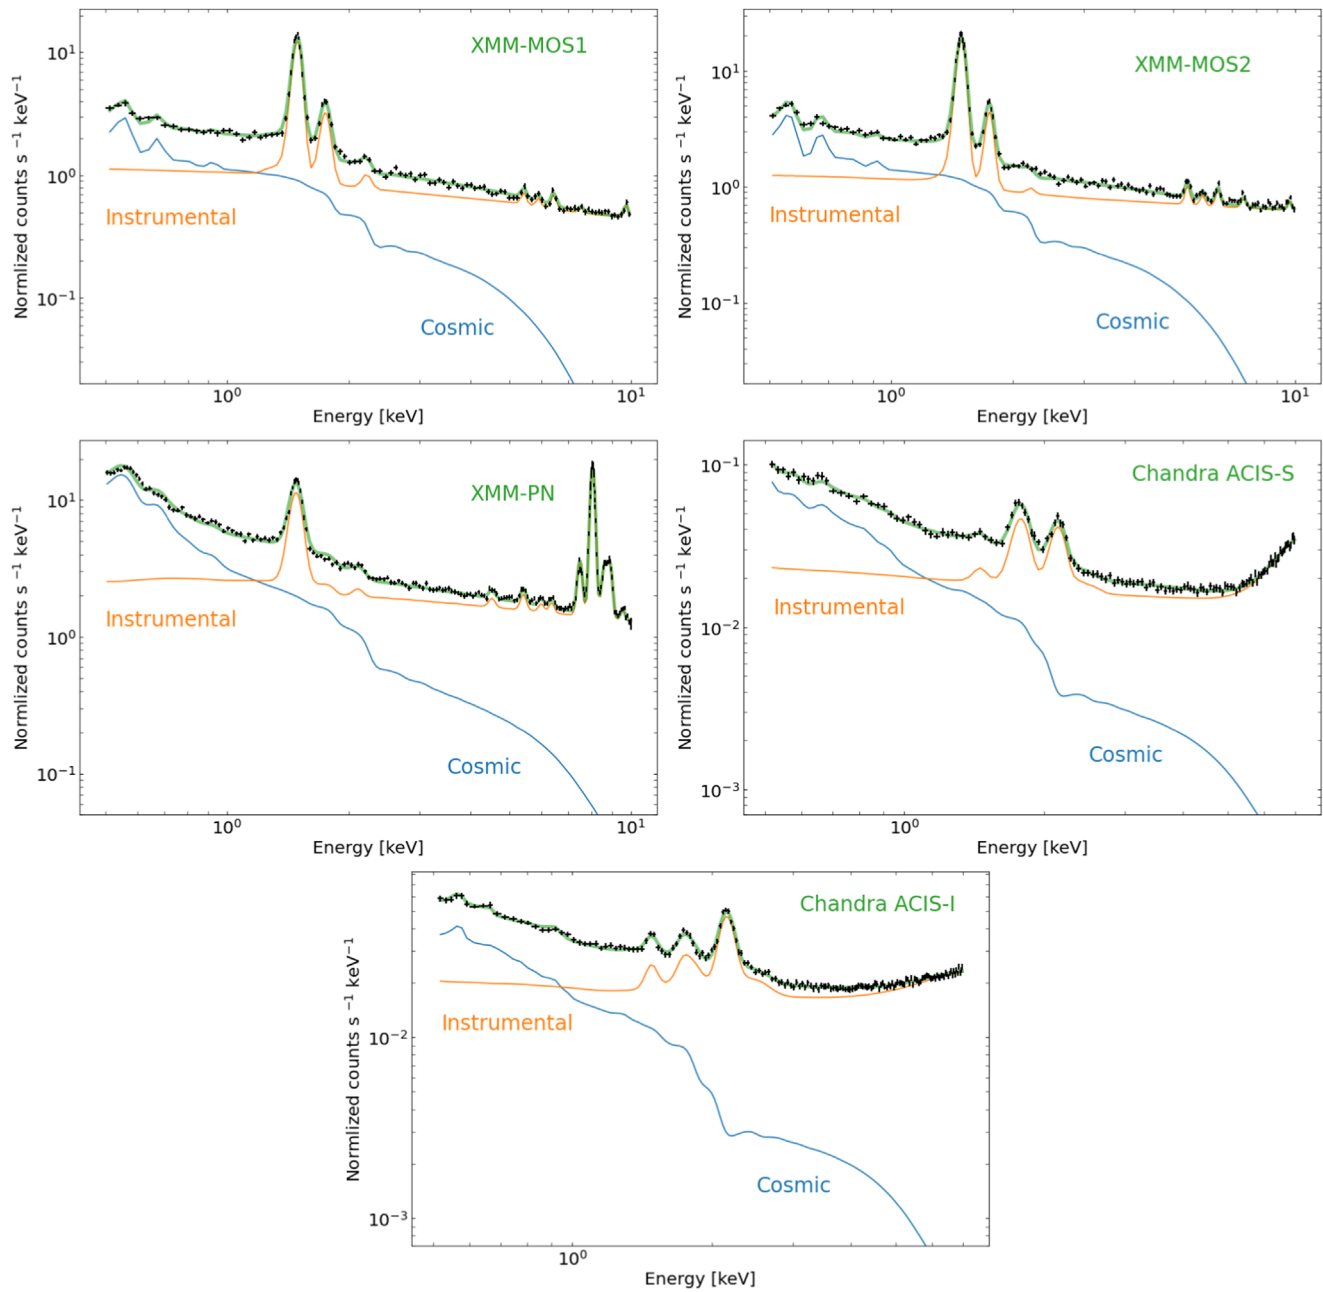 XMM-MOS1
Normlized counts s ⁻¹ keV⁻¹
10¹
10⁰
10⁻¹
Instrumental
Cosmic
10⁰ 10¹
Energy [keV]
XMM-MOS2
Normlized counts s ⁻¹ keV⁻¹
10¹
10⁰
10⁻¹
Instrumental
Cosmic
10⁰ 10¹
Energy [keV]
XMM-PN
Normlized counts s ⁻¹ keV⁻¹
10¹
10⁰
10⁻¹
Instrumental
Cosmic
10⁰ 10¹
Energy [keV]
Chandra ACIS-S
Normlized counts s ⁻¹ keV⁻¹
10⁻¹
10⁻²
10⁻³
Instrumental
Cosmic
10⁰
Energy [keV]
Chandra ACIS-I
Normlized counts s ⁻¹ keV⁻¹
10⁻²
10⁻³
Instrumental
Cosmic
10⁰
Energy [keV]